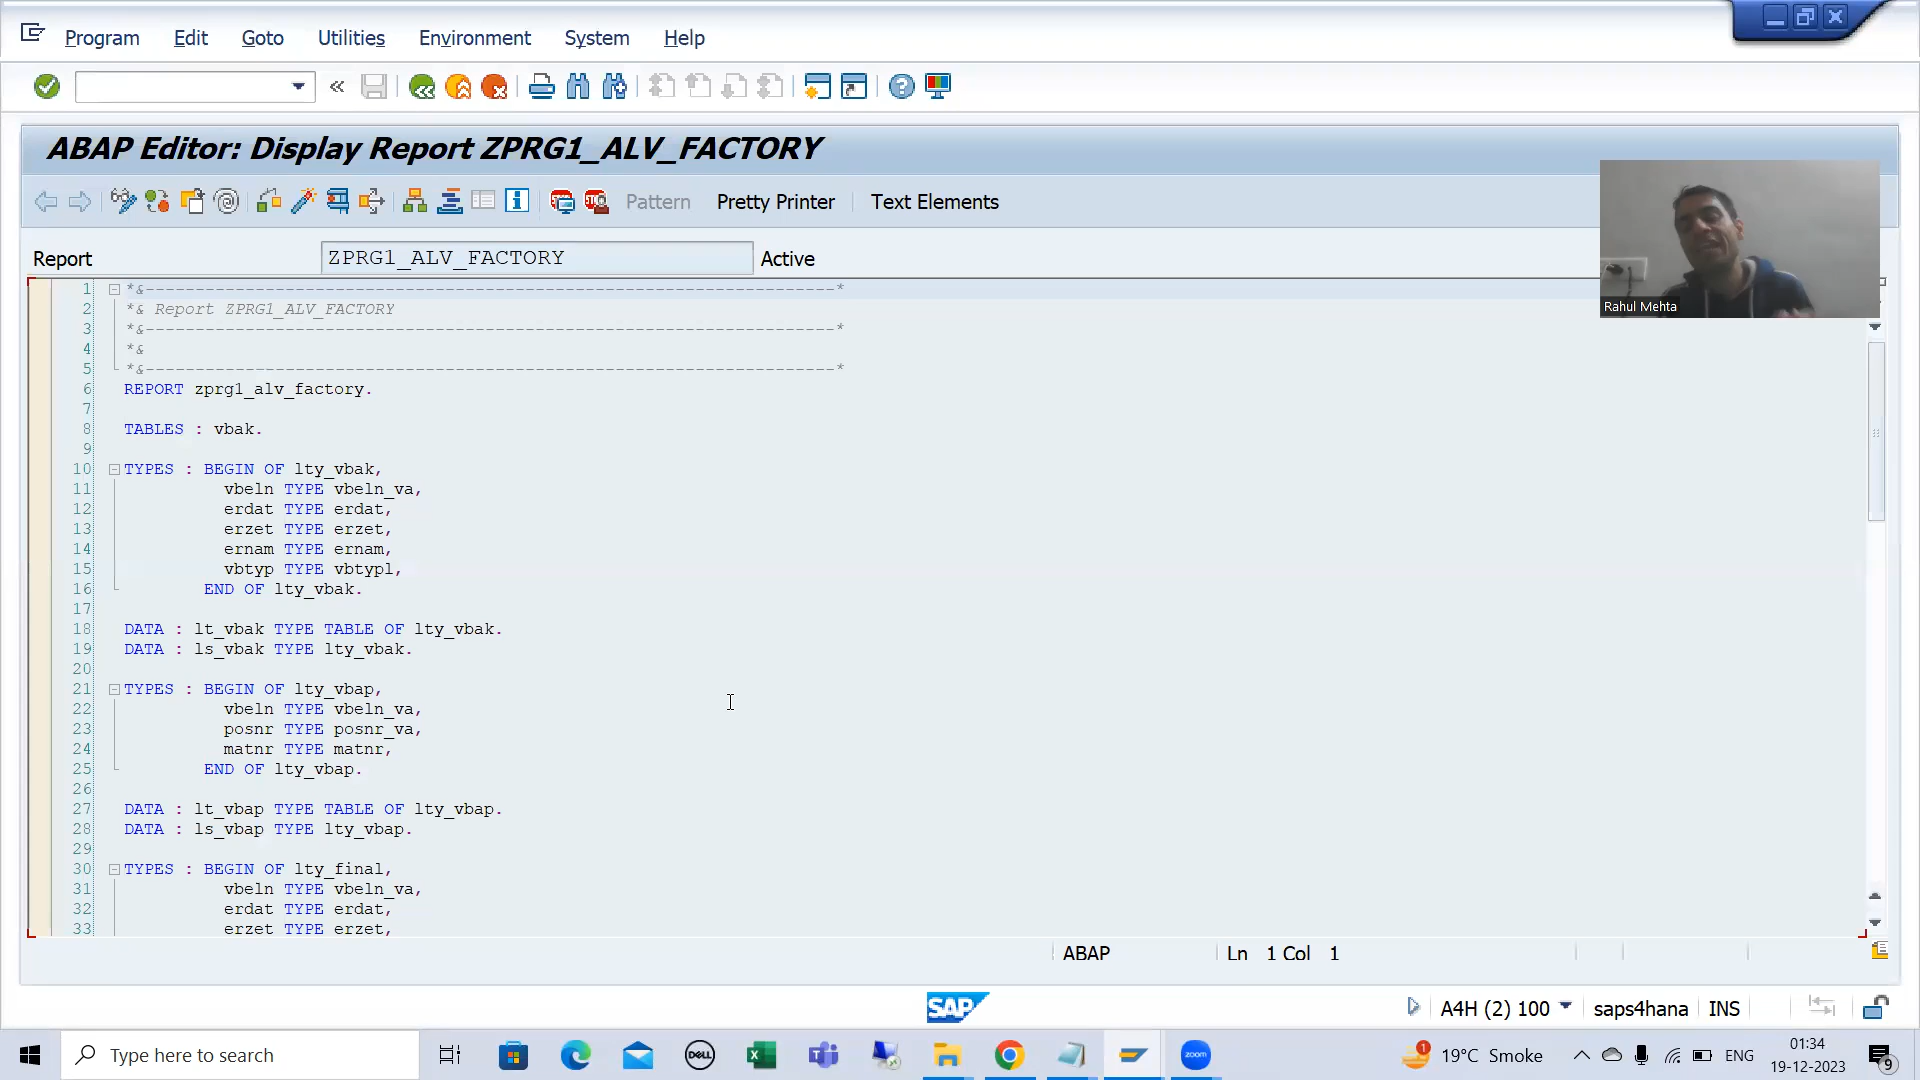 Program Edit Goto Utilities Environment System Help
ABAP Editor: Display Report ZPRG1_ALV_FACTORY
Pattern Pretty Printer Text Elements
Report ZPRG1_ALV_FACTORY Active
Rahul Mehta
1 *&---------------------------------------------------------------------*
2 *& Report ZPRG1_ALV_FACTORY
3 *&---------------------------------------------------------------------*
4 *&
5 *&---------------------------------------------------------------------*
6 REPORT zprg1_alv_factory.
7
8 TABLES : vbak.
9
10 TYPES : BEGIN OF lty_vbak,
11 vbeln TYPE vbeln_va,
12 erdat TYPE erdat,
13 erzet TYPE erzet,
14 ernam TYPE ernam,
15 vbtyp TYPE vbtypl,
16 END OF lty_vbak.
17
18 DATA : lt_vbak TYPE TABLE OF lty_vbak.
19 DATA : ls_vbak TYPE lty_vbak.
20
21 TYPES : BEGIN OF lty_vbap,
22 vbeln TYPE vbeln_va,
23 posnr TYPE posnr_va,
24 matnr TYPE matnr,
25 END OF lty_vbap.
26
27 DATA : lt_vbap TYPE TABLE OF lty_vbap.
28 DATA : ls_vbap TYPE lty_vbap.
29
30 TYPES : BEGIN OF lty_final,
31 vbeln TYPE vbeln_va,
32 erdat TYPE erdat,
33 erzet TYPE erzet,
ABAP Ln 1 Col 1
SAP A4H (2) 100 saps4hana INS
Type here to search DELL zoom 1 19°C Smoke ENG 01:34
19-12-2023 9